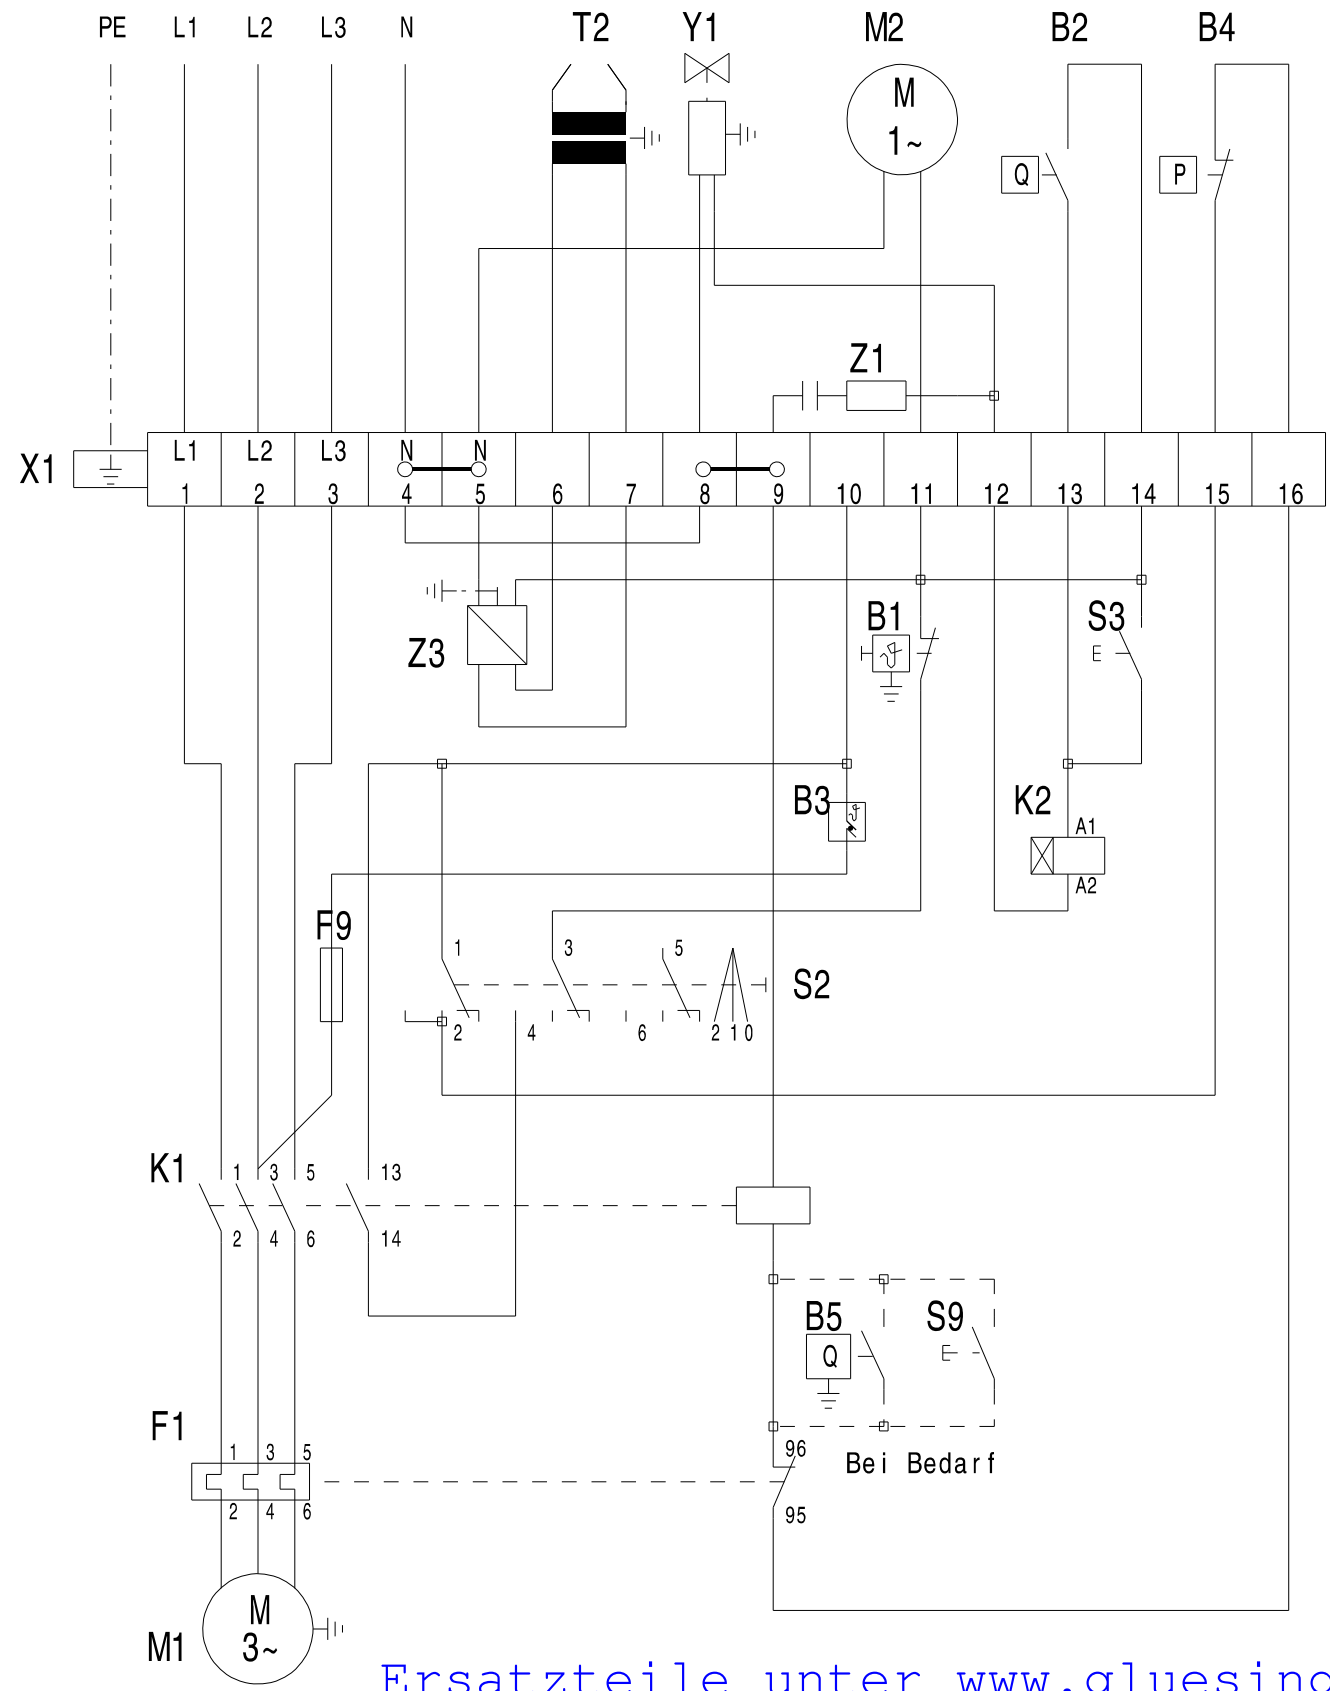 PE L1 L2 L3 N T2 Y1 M2 B2 B4
M
1~
Q P
Z1
X1 L1 L2 L3 N N
1 2 3 4 5 6 7 8 9 10 11 12 13 14 15 16
B1 S3
Z3 E
B3 K2
A1
A2
F9
1 3 5
S2
2 4 6 2 1 0
K1 1 3 5 13
2 4 6 14
B5 S9
Q E
F1
1 3 5 96
Bei Bedarf
2 4 6 95
M
3~
M1
Ersatzteile unter